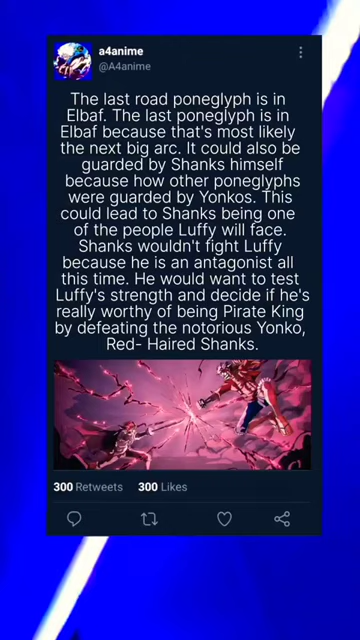 a4anime
@A4anime
The last road poneglyph is in
Elbaf. The last poneglyph is in
Elbaf because that's most likely
the next big arc. It could also be
guarded by Shanks himself
because how other poneglyphs
were guarded by Yonkos. This
could lead to Shanks being one
of the people Luffy will face.
Shanks wouldn't fight Luffy
because he is an antagonist all
this time. He would want to test
Luffy's strength and decide if he's
really worthy of being Pirate King
by defeating the notorious Yonko,
Red- Haired Shanks.
300 Retweets 300 Likes